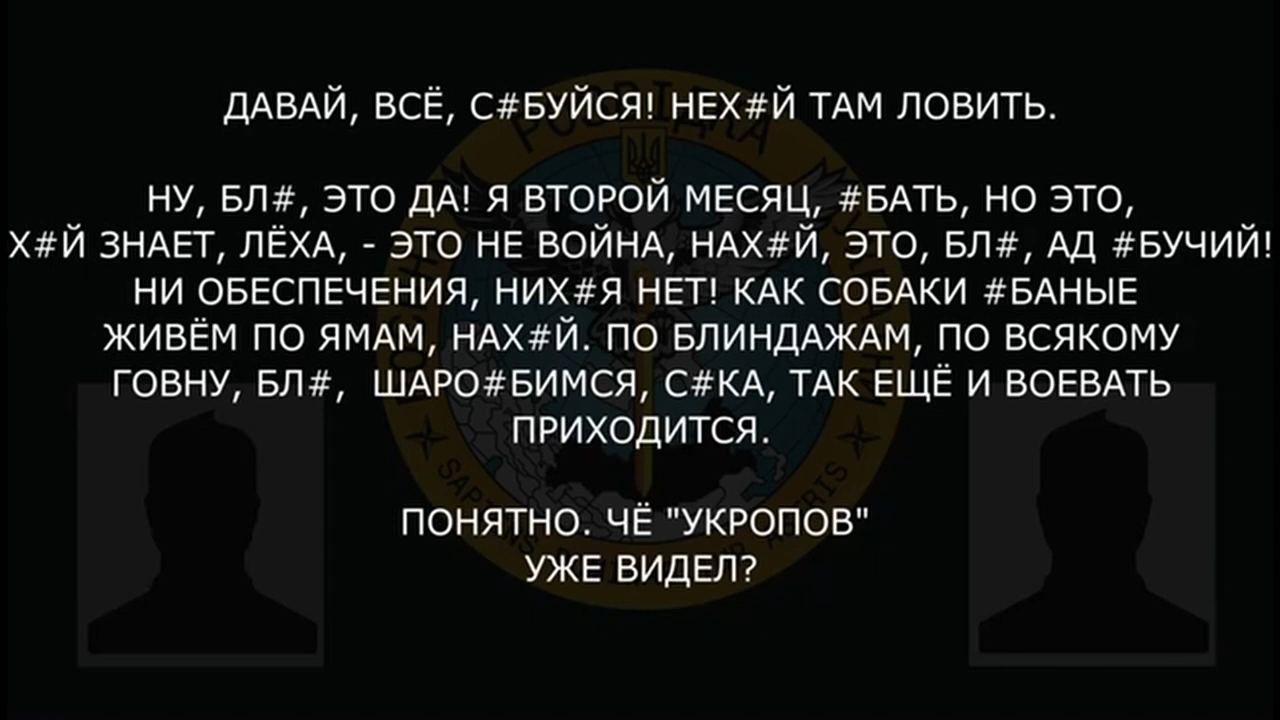 ДАВАЙ, ВСЁ, С#БУЙСЯ! НЕХ#Й ТАМ ЛОВИТЬ.
НУ, БЛ#, ЭТО ДА! Я ВТОРОЙ МЕСЯЦ, #БАТЬ, НО ЭТО,
Х#Й ЗНАЕТ, ЛЁХА, - ЭТО НЕ ВОЙНА, НАХ#Й, ЭТО, БЛ#, АД #БУЧИЙ!
НИ ОБЕСПЕЧЕНИЯ, НИХ#Я НЕТ! КАК СОБАКИ #БАНЫЕ
ЖИВЁМ ПО ЯМАМ, НАХ#Й. ПО БЛИНДАЖАМ, ПО ВСЯКОМУ
ГОВНУ, БЛ#, ШАРО#БИМСЯ, С#КА, ТАК ЕЩЁ И ВОЕВАТЬ
ПРИХОДИТСЯ.
ПОНЯТНО. ЧЁ "УКРОПОВ"
УЖЕ ВИДЕЛ?